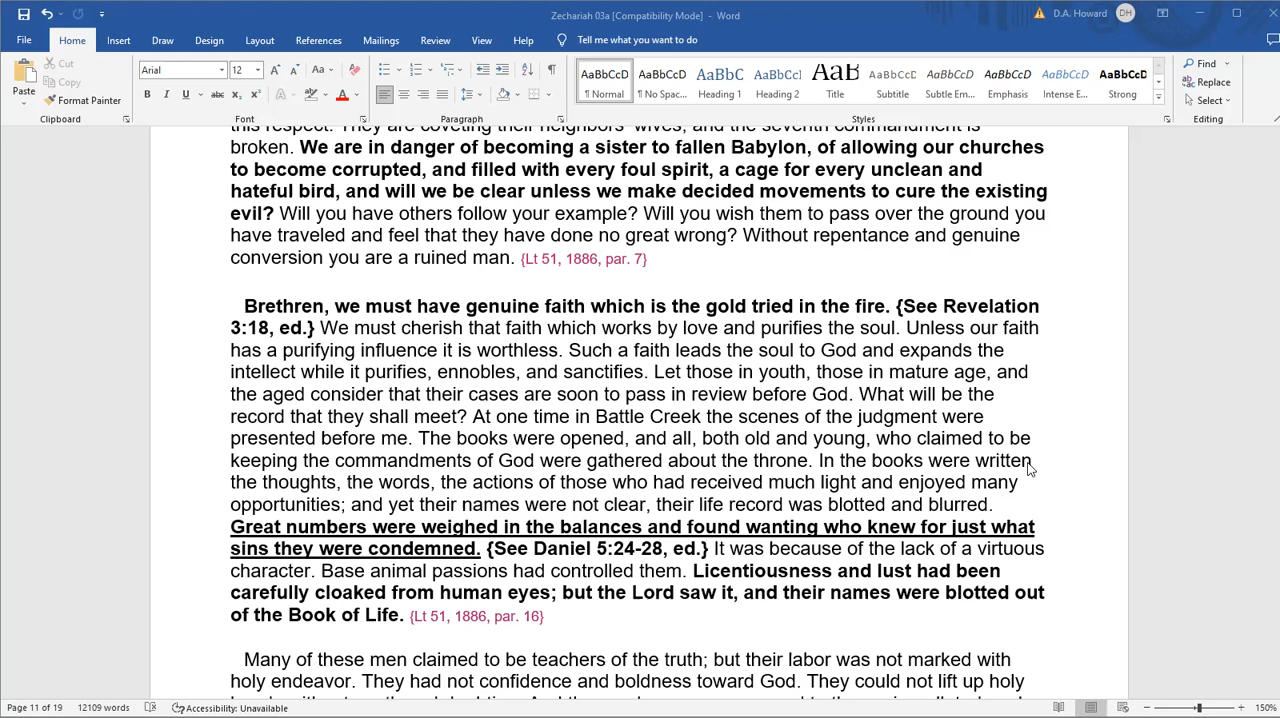 Zechariah 03a [Compatibility Mode] - Word
D.A. Howard DH
File Home Insert Draw Design Layout References Mailings Review View Help Tell me what you want to do
Paste
Cut
Copy
Format Painter
Clipboard
Arial 12
Font
Paragraph
AaBbCcD AaBbCcD AaBbC AaBbCcL AaB AaBbCcD AaBbCcD AaBbCcD AaBbCcD AaBbCcD
¶ Normal ¶ No Spac... Heading 1 Heading 2 Title Subtitle Subtle Em... Emphasis Intense E... Strong
Styles
Find
Replace
Select
Editing
this respect. They are coveting their neighbors' wives, and the seventh commandment is
broken. We are in danger of becoming a sister to fallen Babylon, of allowing our churches
to become corrupted, and filled with every foul spirit, a cage for every unclean and
hateful bird, and will we be clear unless we make decided movements to cure the existing
evil? Will you have others follow your example? Will you wish them to pass over the ground you
have traveled and feel that they have done no great wrong? Without repentance and genuine
conversion you are a ruined man. {Lt 51, 1886, par. 7}
Brethren, we must have genuine faith which is the gold tried in the fire. {See Revelation
3:18, ed.} We must cherish that faith which works by love and purifies the soul. Unless our faith
has a purifying influence it is worthless. Such a faith leads the soul to God and expands the
intellect while it purifies, ennobles, and sanctifies. Let those in youth, those in mature age, and
the aged consider that their cases are soon to pass in review before God. What will be the
record that they shall meet? At one time in Battle Creek the scenes of the judgment were
presented before me. The books were opened, and all, both old and young, who claimed to be
keeping the commandments of God were gathered about the throne. In the books were written
the thoughts, the words, the actions of those who had received much light and enjoyed many
opportunities; and yet their names were not clear, their life record was blotted and blurred.
Great numbers were weighed in the balances and found wanting who knew for just what
sins they were condemned. {See Daniel 5:24-28, ed.} It was because of the lack of a virtuous
character. Base animal passions had controlled them. Licentiousness and lust had been
carefully cloaked from human eyes; but the Lord saw it, and their names were blotted out
of the Book of Life. {Lt 51, 1886, par. 16}
Many of these men claimed to be teachers of the truth; but their labor was not marked with
holy endeavor. They had not confidence and boldness toward God. They could not lift up holy
Page 11 of 19 12109 words Accessibility: Unavailable 150%